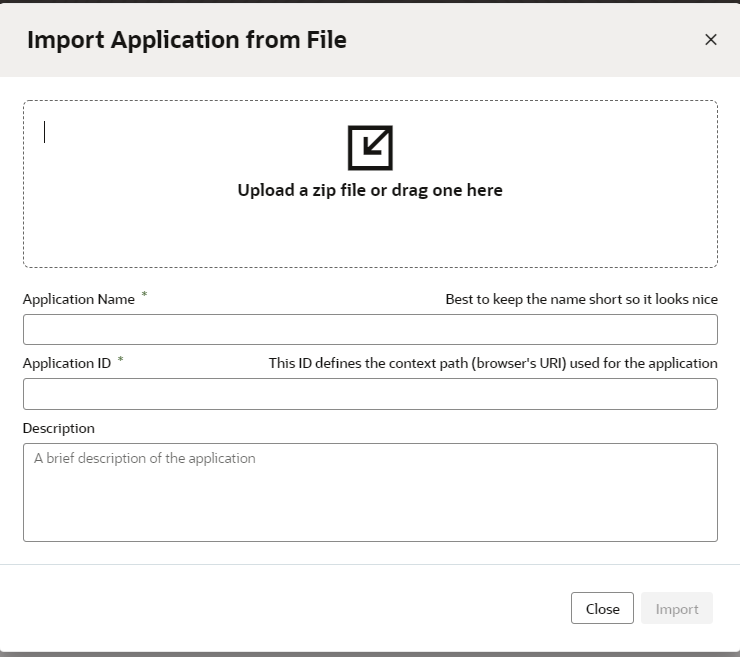 Import Application from File
Upload a zip file or drag one here
Application Name * Best to keep the name short so it looks nice
Application ID * This ID defines the context path (browser's URI) used for the application
Description
A brief description of the application
Close Import